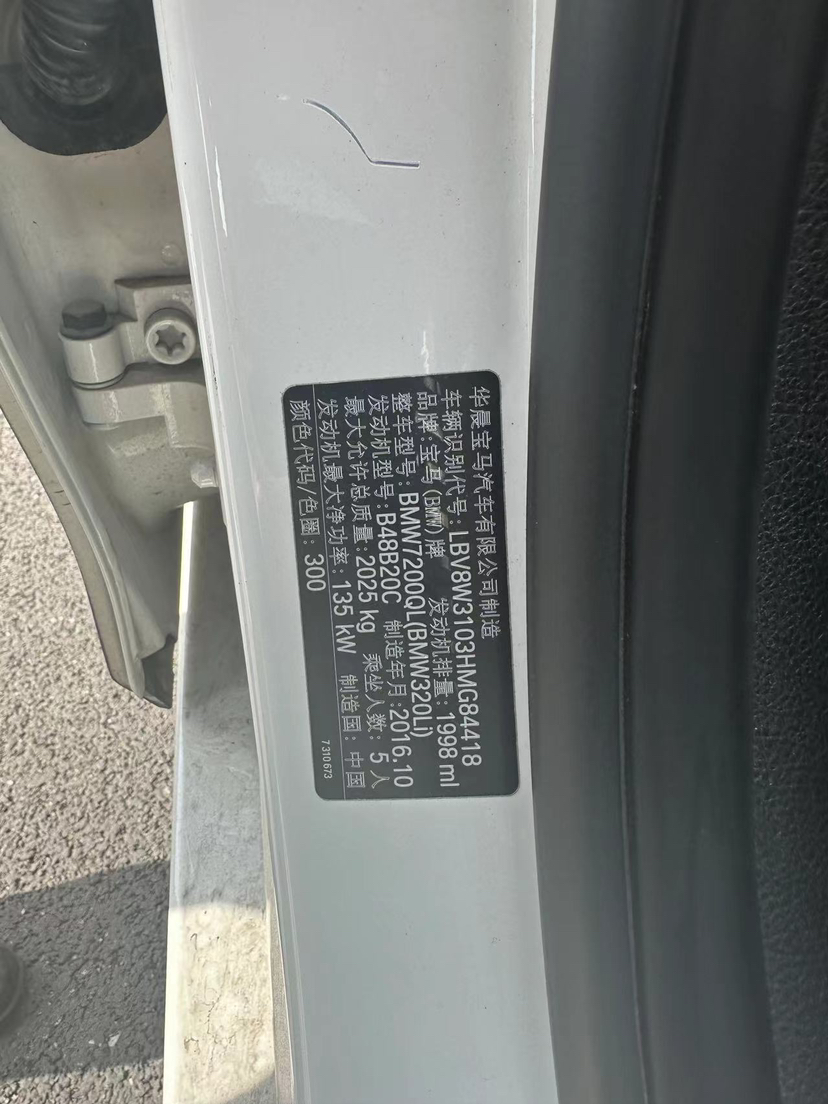 华晨宝马汽车有限公司制造
车辆识别代号:LBV8W3103HMG84418
品牌:宝马(BMW)牌 发动机排量:1998 ml
整车型号:BMW7200QL(BMW320Li)
发动机型号:B48B20C 制造年月:2016.10
最大允许总质量:2025 kg 乘坐人数: 5 人
发动机最大净功率:135 kW 制造国: 中国
颜色代码/色圈: 300
7310673